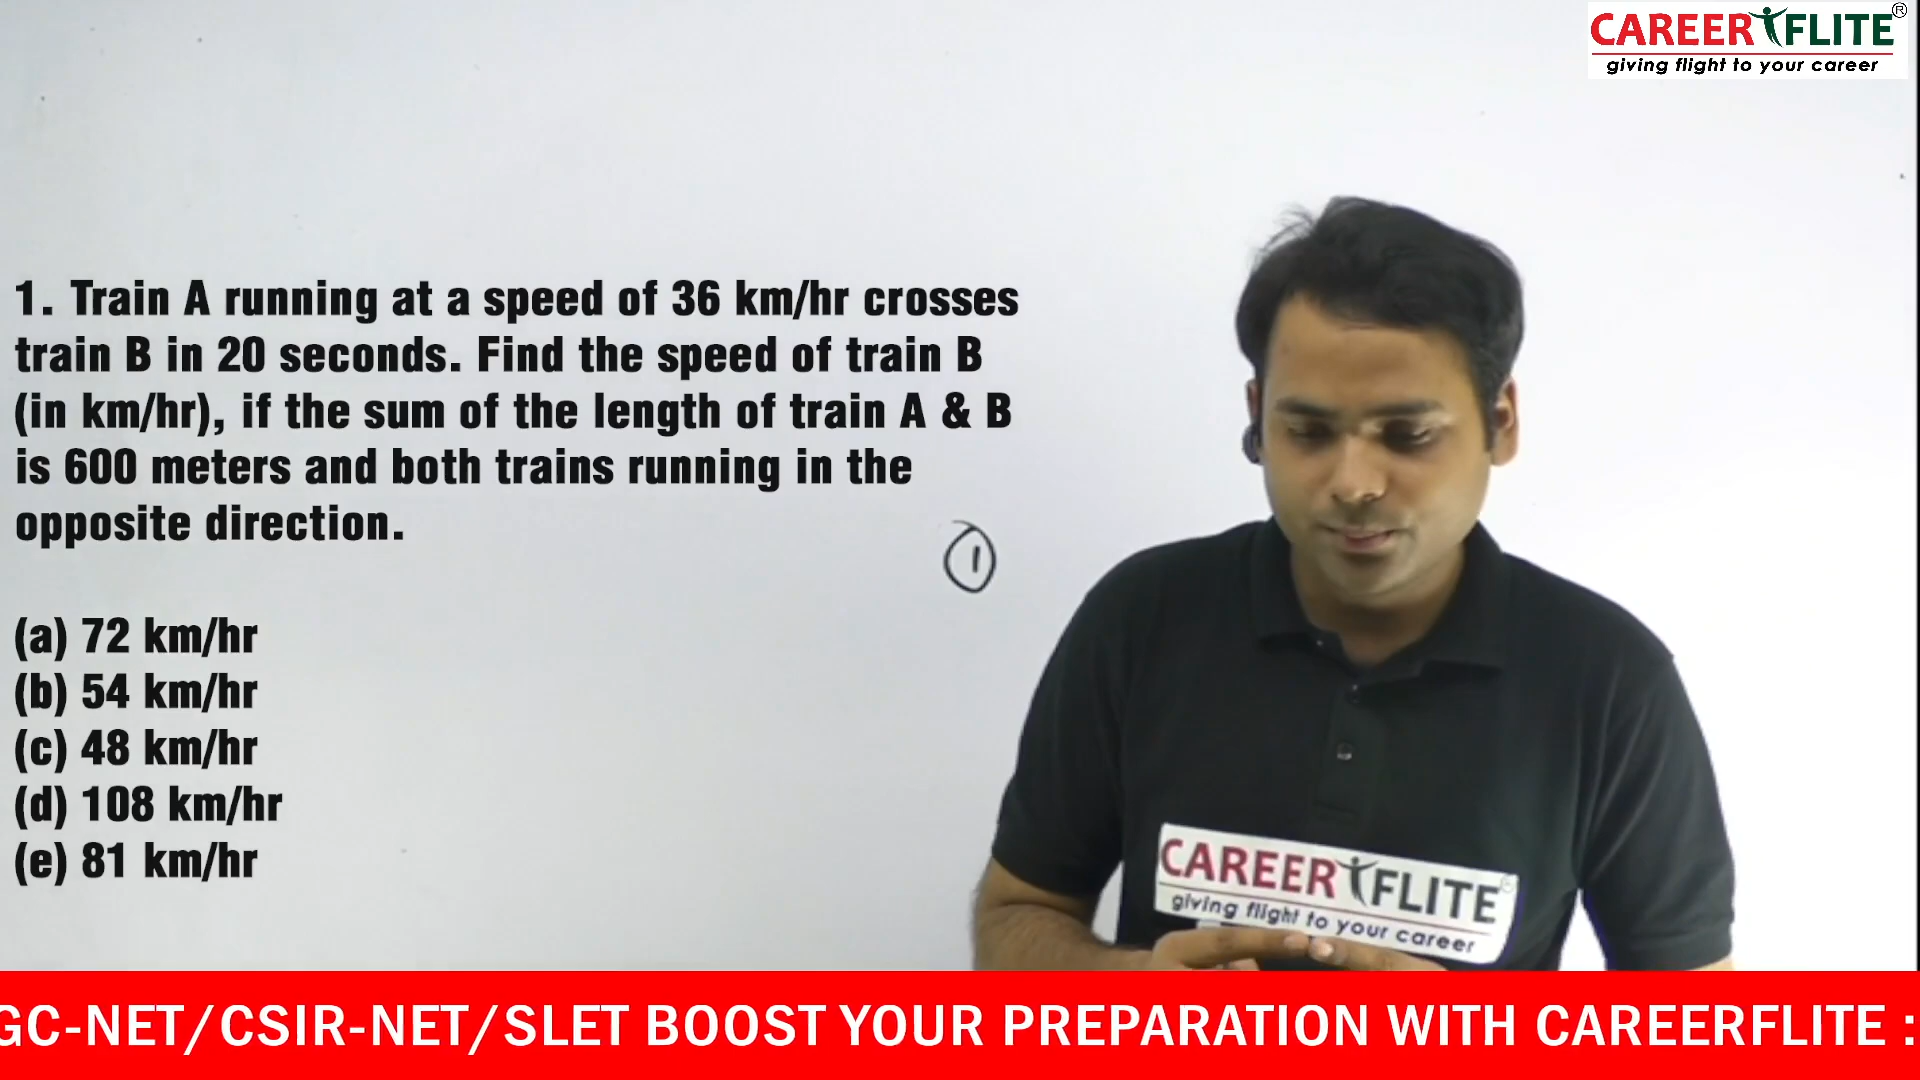 CAREER FLITE®
giving flight to your career
1. Train A running at a speed of 36 km/hr crosses
train B in 20 seconds. Find the speed of train B
(in km/hr), if the sum of the length of train A & B
is 600 meters and both trains running in the
opposite direction.
1
(a) 72 km/hr
(b) 54 km/hr
(c) 48 km/hr
(d) 108 km/hr
(e) 81 km/hr
CAREER FLITE
giving flight to your career
GC-NET/CSIR-NET/SLET BOOST YOUR PREPARATION WITH CAREERFLITE :